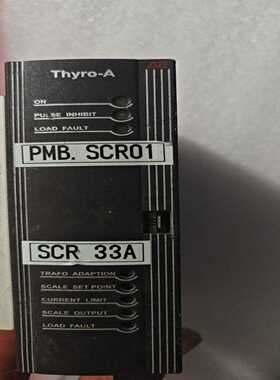 Thyro-A
AE
ON
PULSE INHIBIT
LOAD FAULT
PMB. SCR01
SCR 33A
TRAFO ADAPTION
SCALE SET POINT
CURRENT LIMIT
SCALE OUTPUT
LOAD FAULT